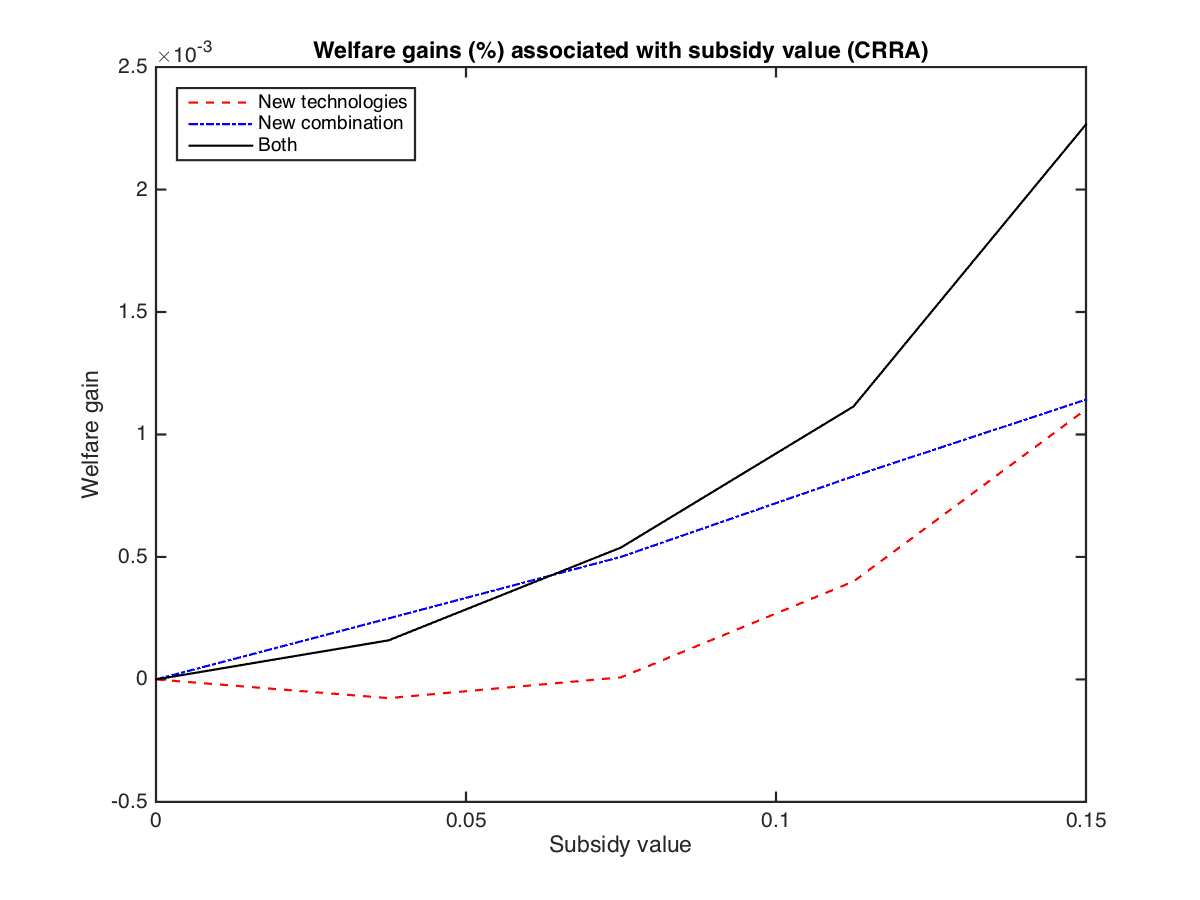 ×10^-3
Welfare gains (%) associated with subsidy value (CRRA)
2.5
New technologies
New combination
Both
2
1.5
1
0.5
0
-0.5
Welfare gain
0 0.05 0.1 0.15
Subsidy value